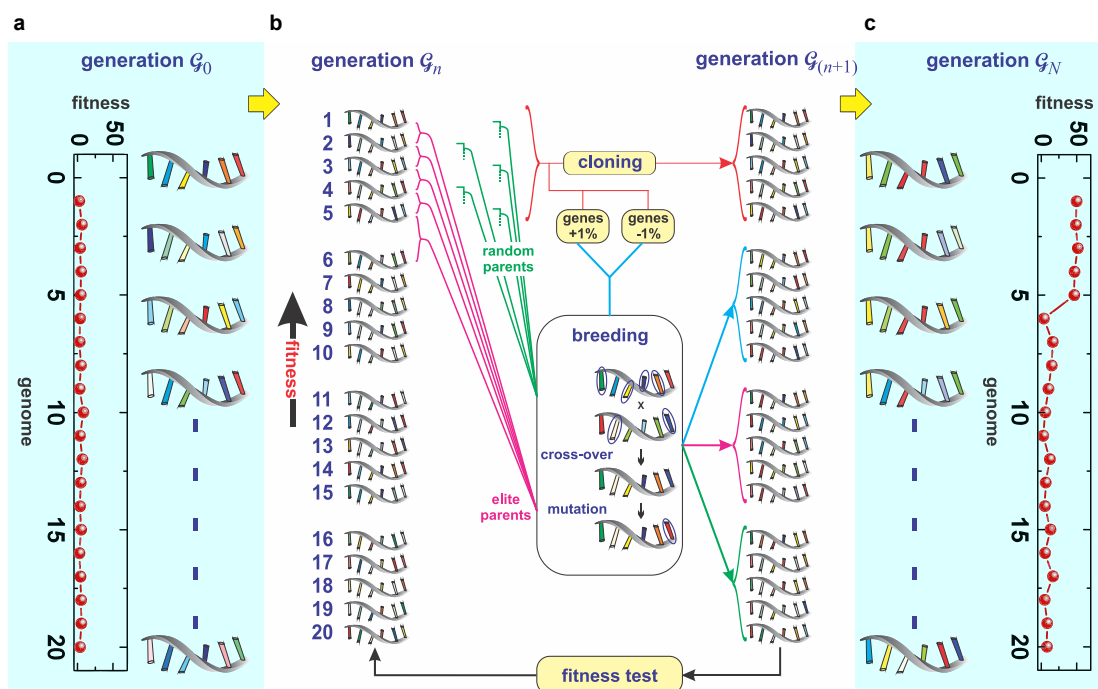 a
generation 𝒢0
fitness
0
50
0
5
10
15
20
genome
b
generation 𝒢n
generation 𝒢(n+1)
1
2
3
4
5
6
7
8
9
10
11
12
13
14
15
16
17
18
19
20
fitness
random
parents
elite
parents
cloning
genes
+1%
genes
-1%
breeding
x
cross-over
mutation
fitness test
c
generation 𝒢N
fitness
0
50
0
5
10
15
20
genome